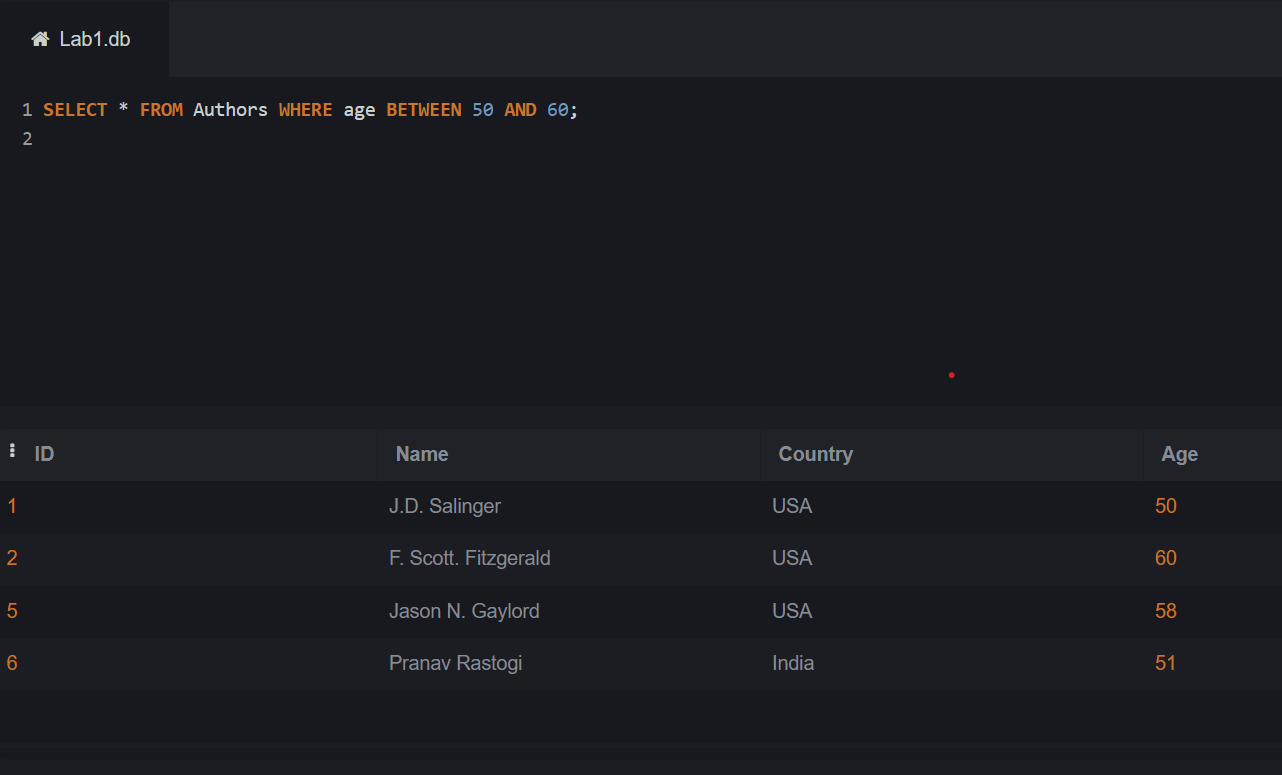 Lab1.db
1 SELECT * FROM Authors WHERE age BETWEEN 50 AND 60;
2
ID Name Country Age
1 J.D. Salinger USA 50
2 F. Scott. Fitzgerald USA 60
5 Jason N. Gaylord USA 58
6 Pranav Rastogi India 51